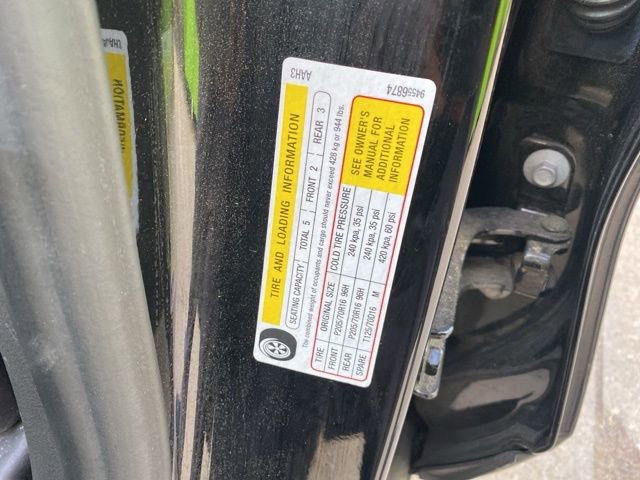 AAH3 94556874
TIRE AND LOADING INFORMATION
SEATING CAPACITY TOTAL 5 FRONT 2 REAR 3
The combined weight of occupants and cargo should never exceed 428 kg or 944 lbs.
TIRE ORIGINAL SIZE COLD TIRE PRESSURE
FRONT P205/70R16 96H 240 kpa, 35 psi
REAR P205/70R16 96H 240 kpa, 35 psi
SPARE T125/70D16 M 420 kpa, 60 psi
SEE OWNER'S
MANUAL FOR
ADDITIONAL
INFORMATION